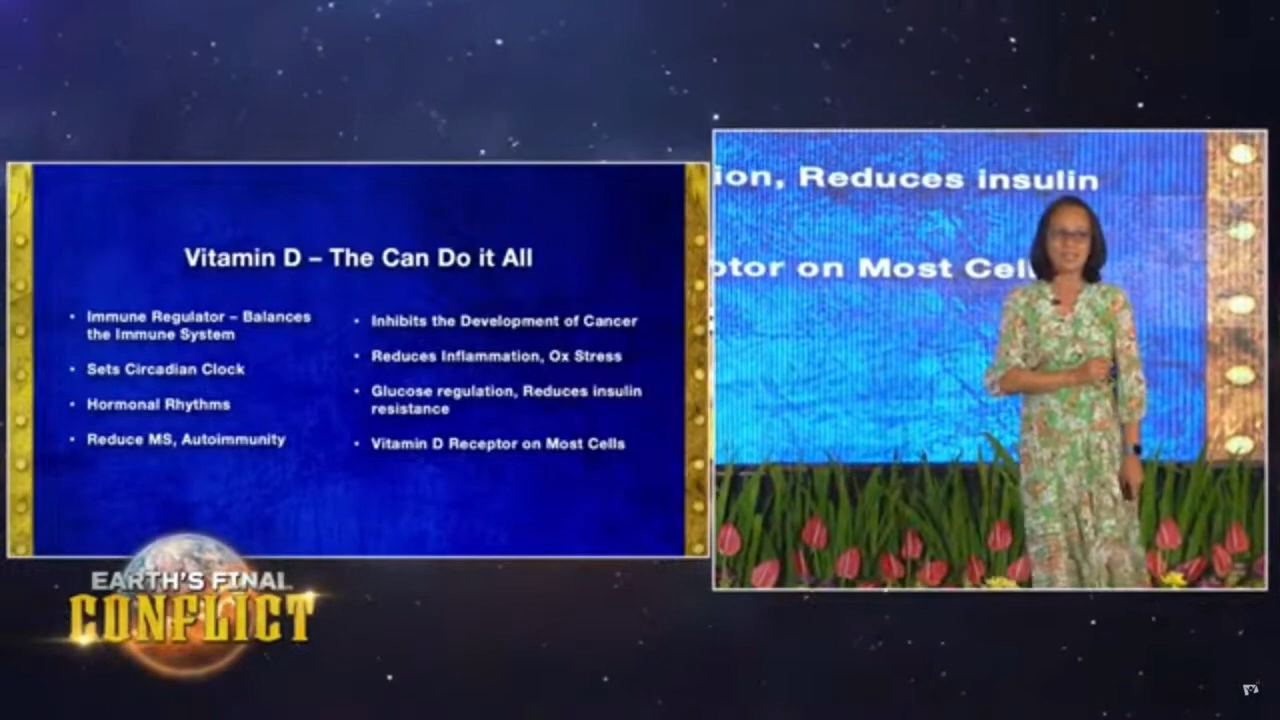 Vitamin D – The Can Do it All
• Immune Regulator – Balances
the Immune System
• Sets Circadian Clock
• Hormonal Rhythms
• Reduce MS, Autoimmunity
• Inhibits the Development of Cancer
• Reduces Inflammation, Ox Stress
• Glucose regulation, Reduces insulin
resistance
• Vitamin D Receptor on Most Cells
ion, Reduces insulin
ptor on Most Cell
EARTH'S FINAL
CONFLICT